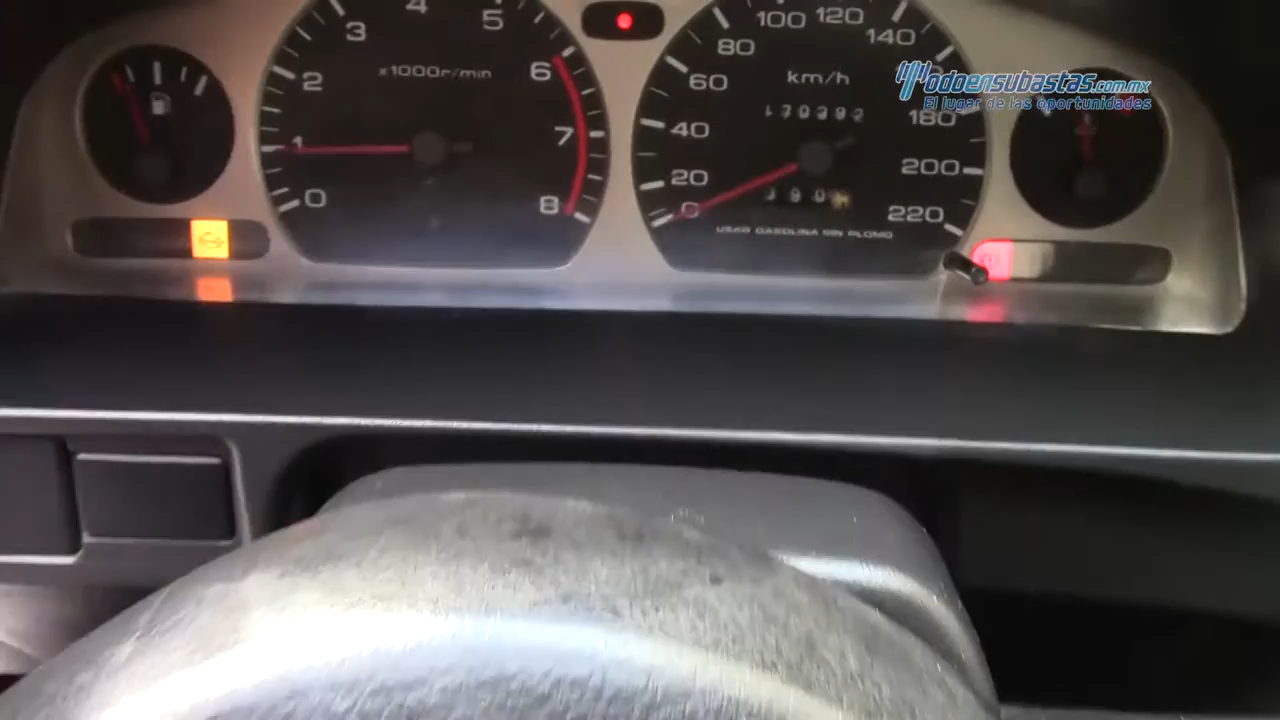 0 1 2 3 4 5 6 7 8
x1000r/min
0 20 40 60 80 100 120 140 180 200 220
km/h
USAR GASOLINA SIN PLOMO
Modoensubastas.com.mx
El lugar de las oportunidades